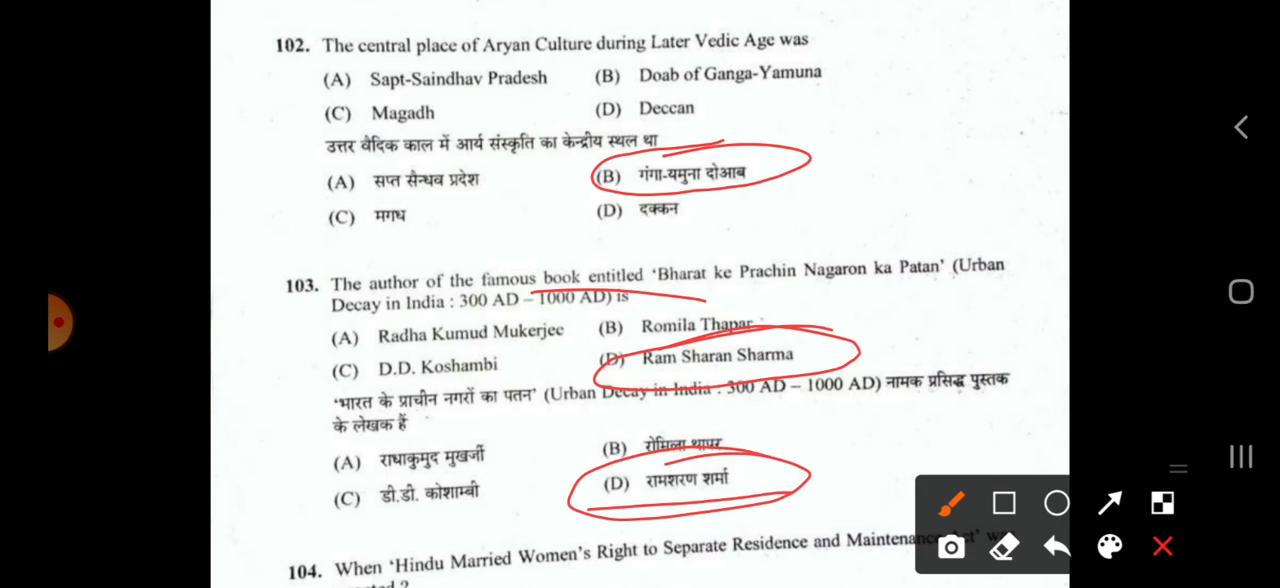 102. The central place of Aryan Culture during Later Vedic Age was
(A) Sapt-Saindhav Pradesh (B) Doab of Ganga-Yamuna
(C) Magadh (D) Deccan
उत्तर वैदिक काल में आर्य संस्कृति का केन्द्रीय स्थल था
(A) सप्त सैन्धव प्रदेश (B) गंगा-यमुना दोआब
(C) मगध (D) दक्कन
103. The author of the famous book entitled ‘Bharat ke Prachin Nagaron ka Patan’ (Urban
Decay in India : 300 AD – 1000 AD) is
(A) Radha Kumud Mukerjee (B) Romila Thapar
(C) D.D. Koshambi (D) Ram Sharan Sharma
‘भारत के प्राचीन नगरों का पतन’ (Urban Decay in India : 300 AD – 1000 AD) नामक प्रसिद्ध पुस्तक
के लेखक हैं
(A) राधाकुमुद मुखर्जी (B) रोमिला थापर
(C) डी.डी. कोशाम्बी (D) रामशरण शर्मा
104. When ‘Hindu Married Women’s Right to Separate Residence and Maintenance